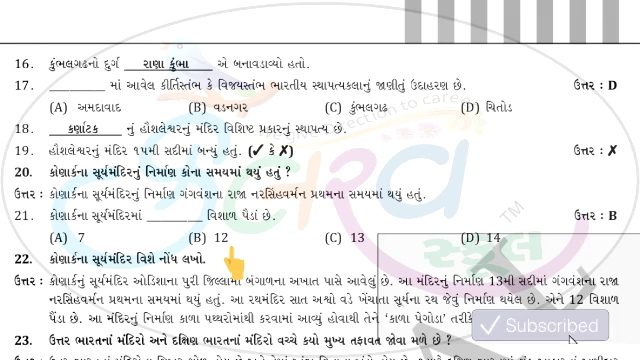 16. કુંભલગઢનો દુર્ગ રાણા કુંભા એ બનાવડાવ્યો હતો.
17. ________ માં આવેલ કીર્તિસ્તંભ કે વિજયસ્તંભ ભારતીય સ્થાપત્યકલાનું જાણીતું ઉદાહરણ છે. ઉત્તર : D
(A) અમદાવાદ (B) વડનગર (C) કુંભલગઢ (D) ચિતોડ
18. કર્ણાટક નું હૌશલેશ્વરનું મંદિર વિશિષ્ટ પ્રકારનું સ્થાપત્ય છે.
19. હૌશલેશ્વરનું મંદિર ૧૫મી સદીમાં બન્યું હતું. (✓ કે ✗) ઉત્તર : ✗
20. કોણાર્કના સૂર્યમંદિરનું નિર્માણ કોના સમયમાં થયું હતું ?
ઉત્તર : કોણાર્કના સૂર્યમંદિરનું નિર્માણ ગંગવંશના રાજા નરસિંહવર્મન પ્રથમના સમયમાં થયું હતું.
21. કોણાર્કના સૂર્યમંદિરમાં ________ વિશાળ પૈડાં છે. ઉત્તર : B
(A) 7 (B) 12 (C) 13 (D) 14
22. કોણાર્કના સૂર્યમંદિર વિશે નોંધ લખો.
ઉત્તર : કોણાર્કનું સૂર્યમંદિર ઓડિશાના પુરી જિલ્લામાં બંગાળના અખાત પાસે આવેલું છે. આ મંદિરનું નિર્માણ 13મી સદીમાં ગંગવંશના રાજા
નરસિંહવર્મન પ્રથમના સમયમાં થયું હતું. આ રથમંદિર સાત અશ્વો વડે ખેંચાતા સૂર્યના રથ જેવું નિર્માણ થયેલ છે. એને 12 વિશાળ
પૈંડા છે. આ મંદિરનું નિર્માણ કાળા પથ્થરોમાંથી કરવામાં આવ્યું હોવાથી તેને 'કાળા પેગોડા'
Subscribed
23. ઉત્તર ભારતનાં મંદિરો અને દક્ષિણ ભારતનાં મંદિરો વચ્ચે કયો મુખ્ય તફાવત જોવા મળે છે ?